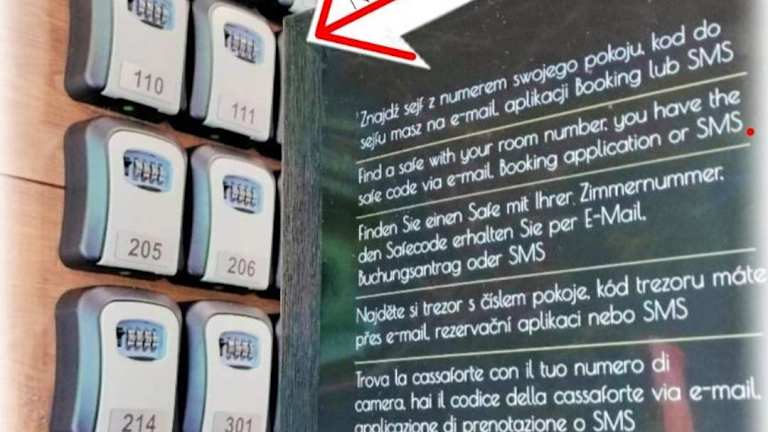 110
111
205
206
214
301
Znajdź sejf z numerem swojego pokoju, kod do
sejfu masz na e-mail, aplikacji Booking lub SMS
Find a safe with your room number, you have the
safe code via e-mail, Booking application or SMS
Finden Sie einen Safe mit Ihrer Zimmernummer,
den Safecode erhalten Sie per E-Mail,
Buchungsantrag oder SMS
Najděte si trezor s číslem pokoje, kód trezoru máte
přes e-mail, rezervační aplikaci nebo SMS
Trova la cassaforte con il tuo numero di
camera, hai il codice della cassaforte via e-mail,
applicazione di prenotazione o SMS